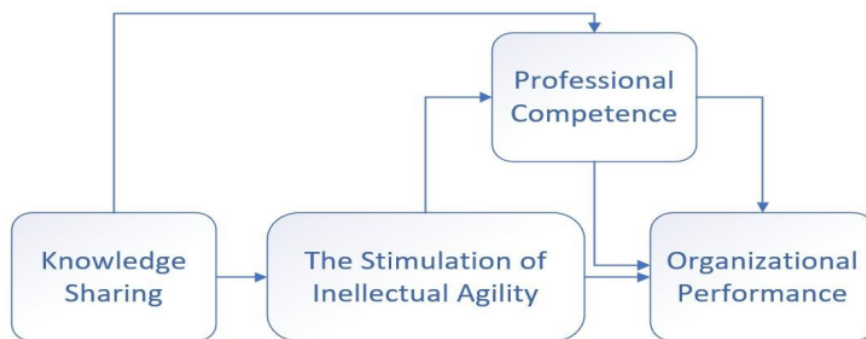 Professional
Competence
Knowledge
Sharing
The Stimulation of
Inellectual Agility
Organizational
Performance